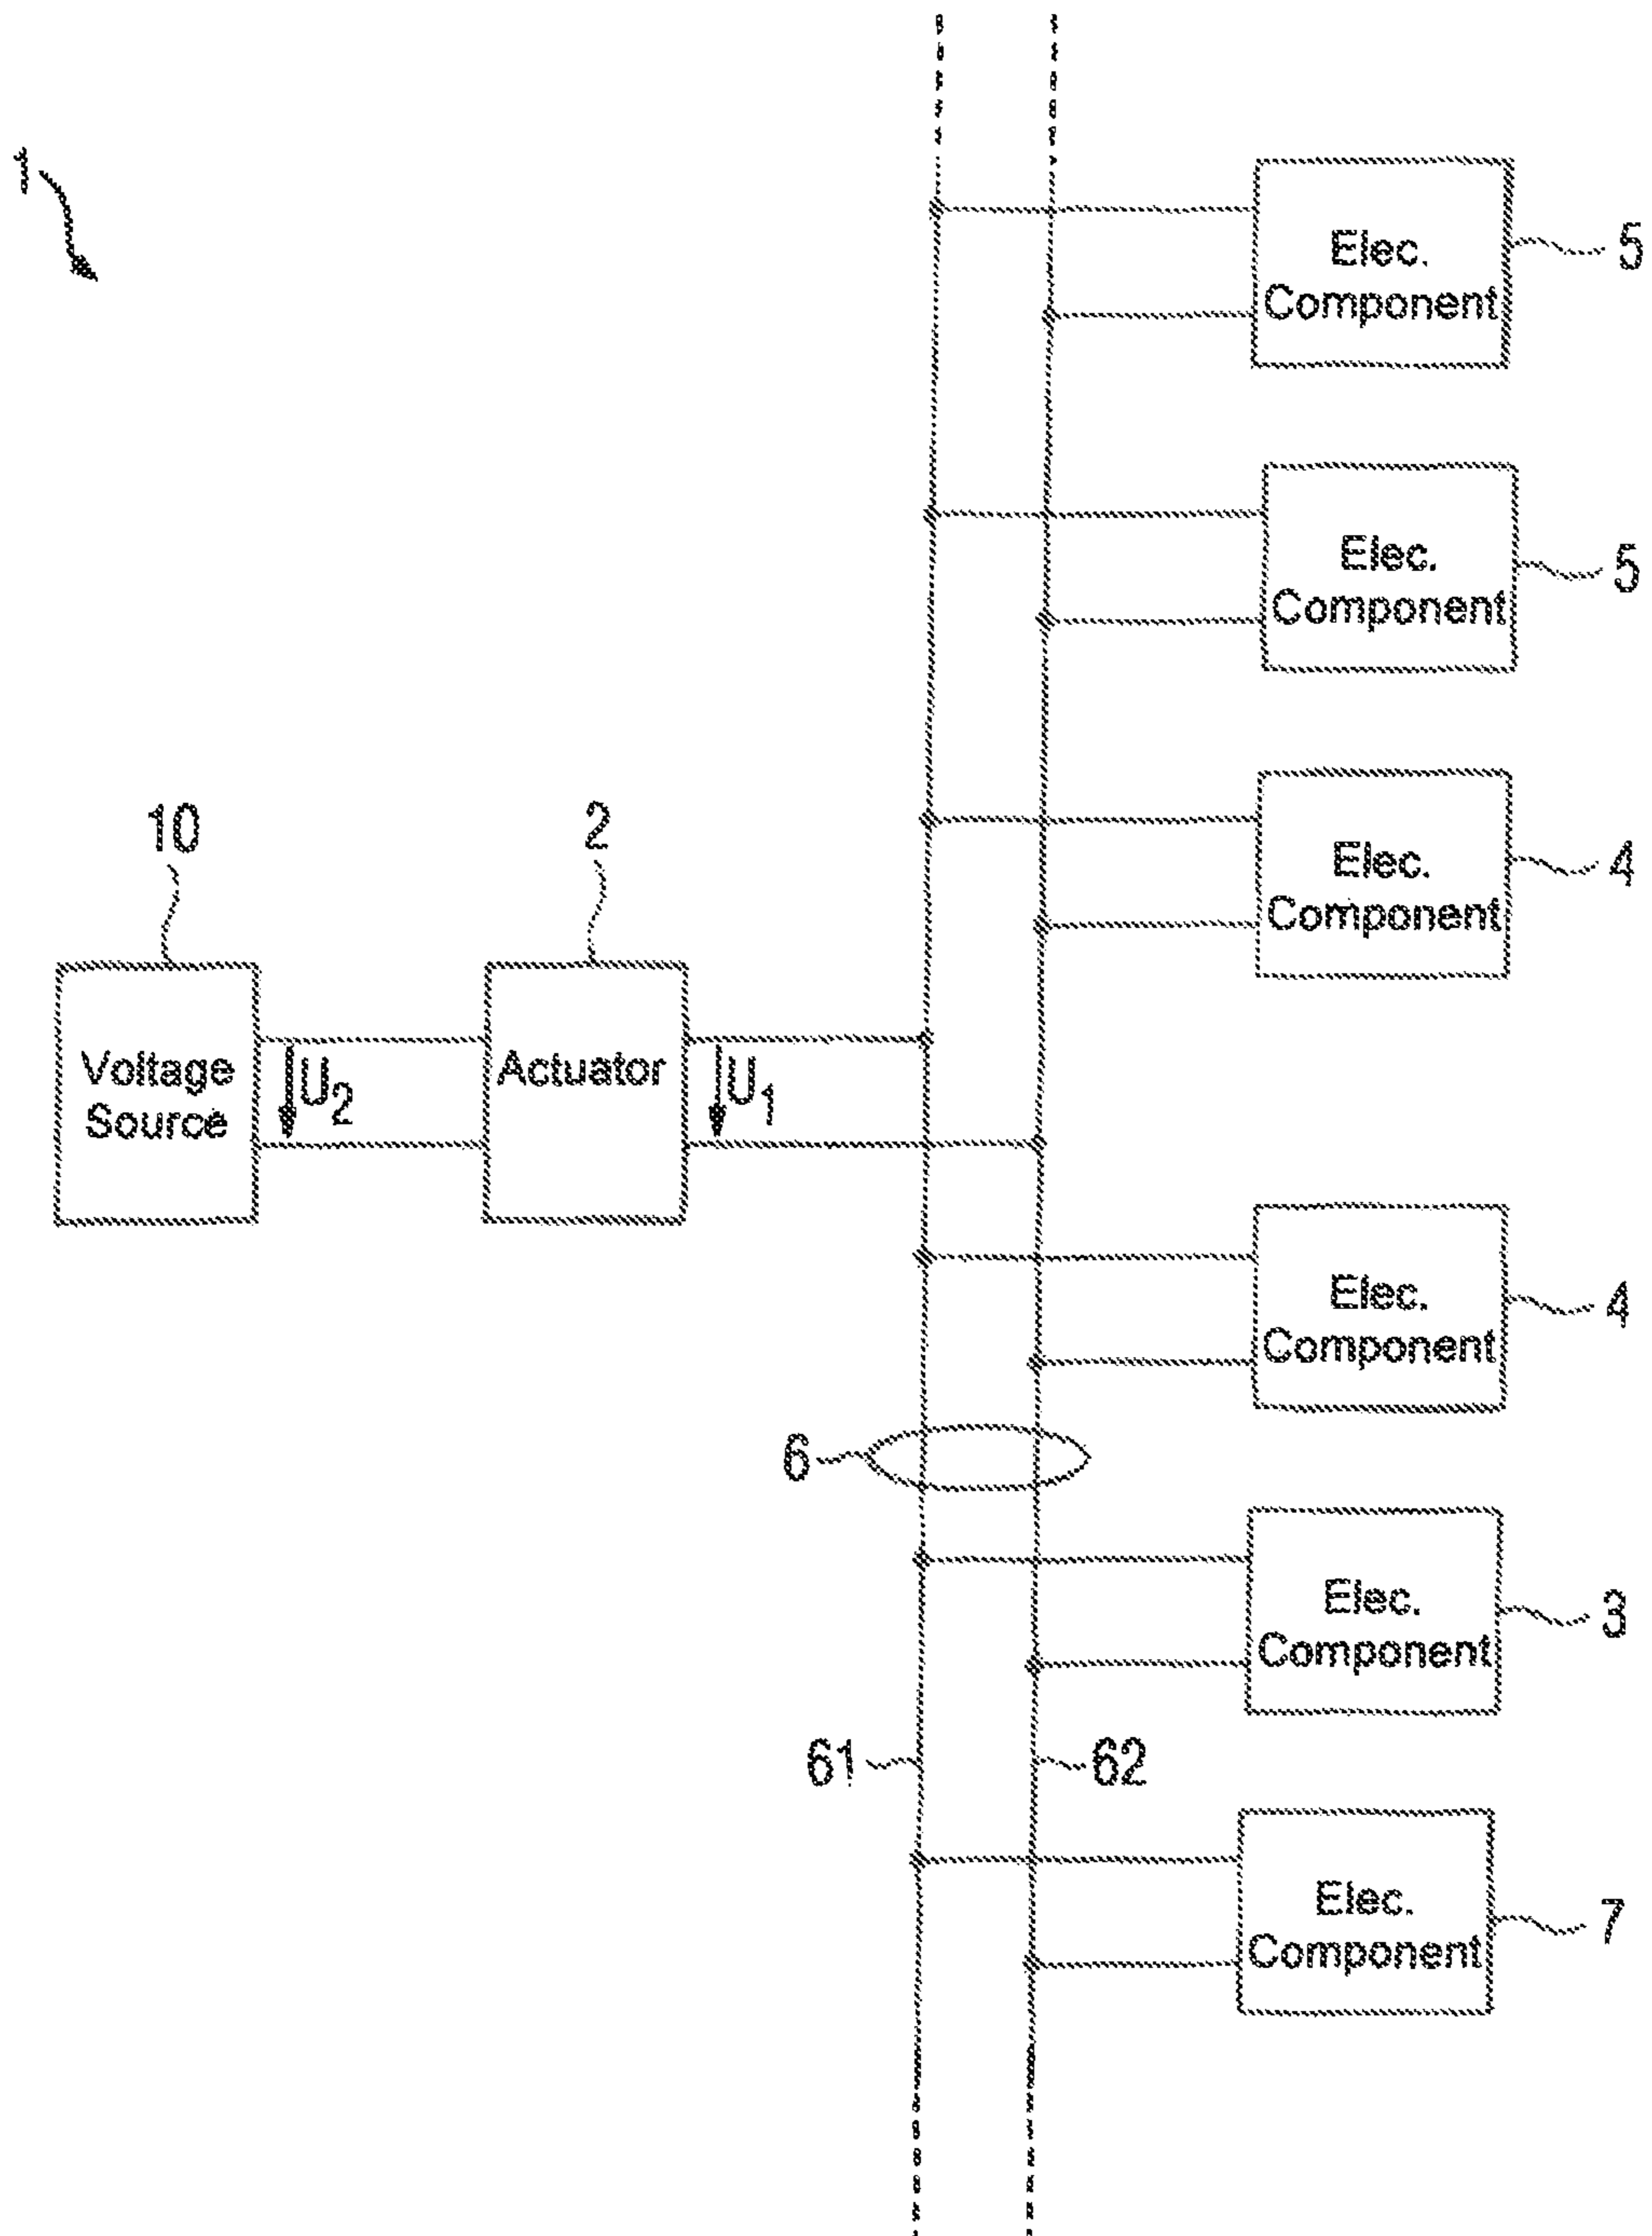 1
Elec.
Component
5
Elec.
Component
5
Elec.
Component
4
10
2
Voltage
Source
U2
Actuator
U1
Elec.
Component
4
6
Elec.
Component
3
61
62
Elec.
Component
7